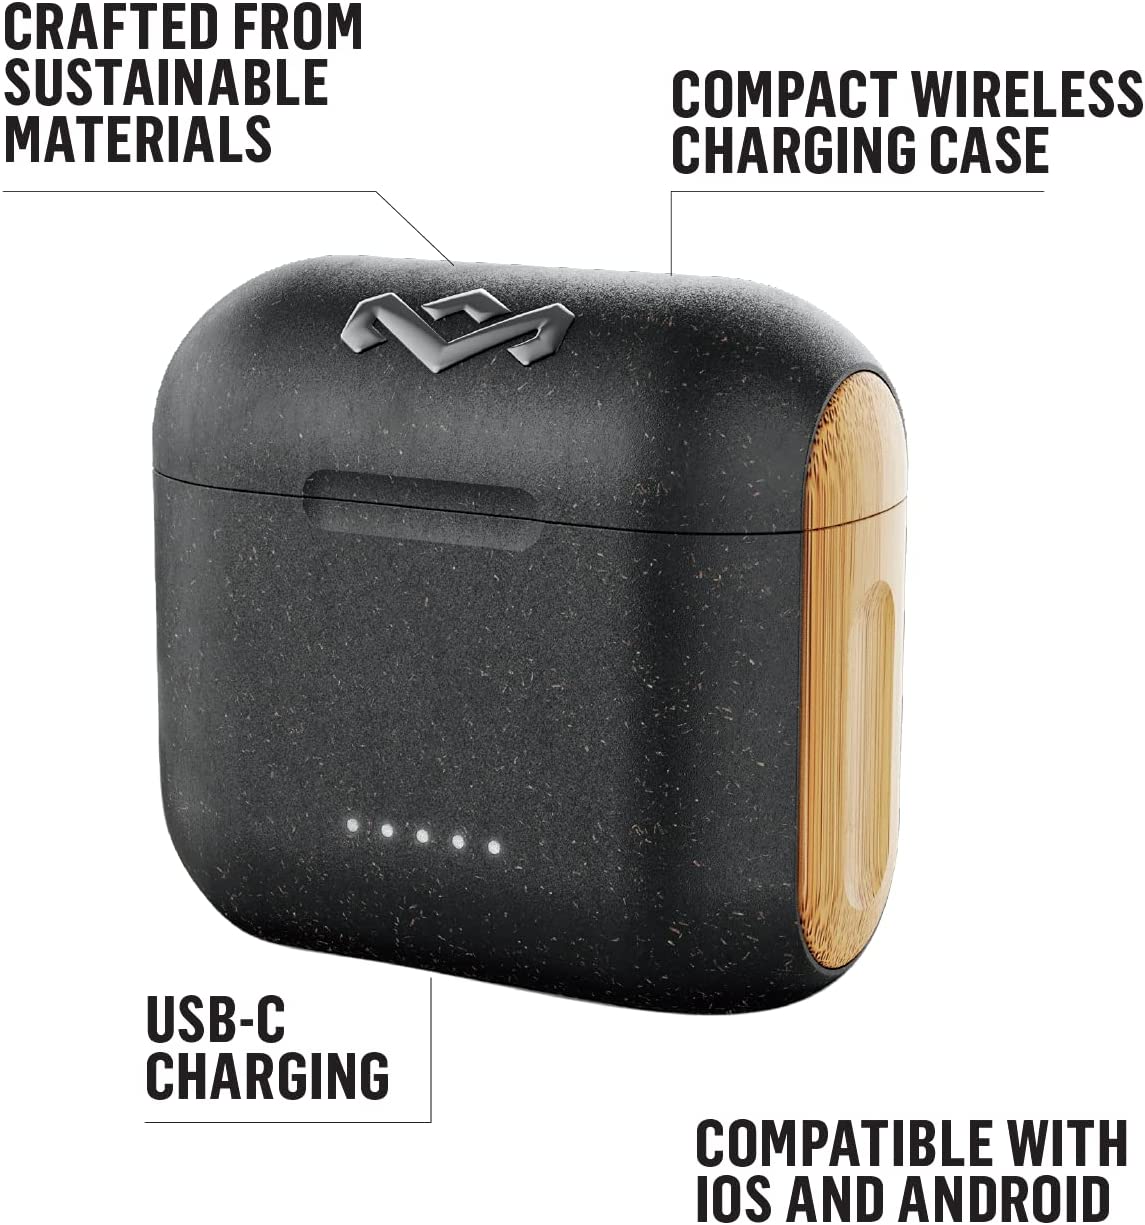 CRAFTED FROM
SUSTAINABLE
MATERIALS
COMPACT WIRELESS
CHARGING CASE
USB-C
CHARGING
COMPATIBLE WITH
IOS AND ANDROID